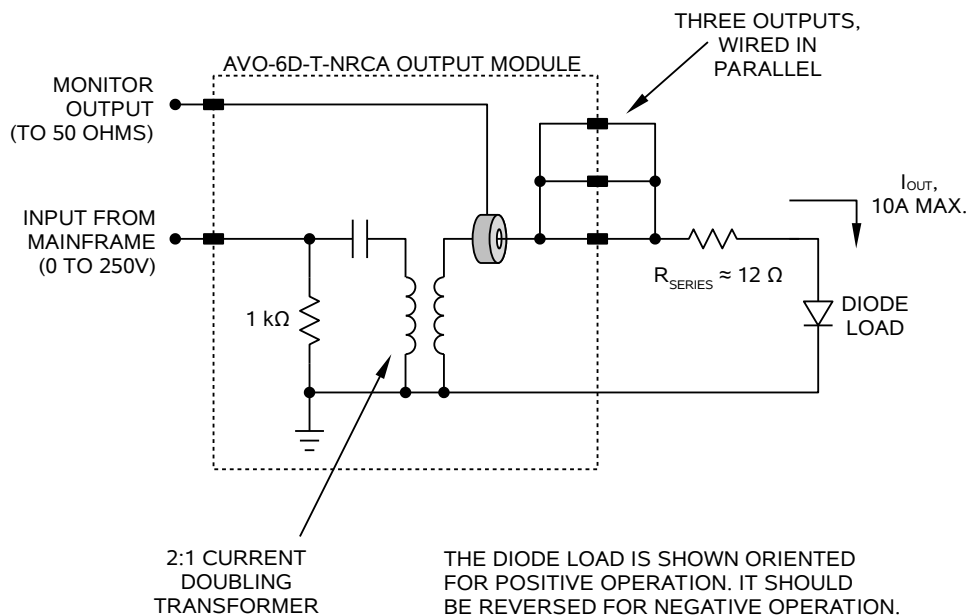 THREE OUTPUTS,
WIRED IN
PARALLEL
AVO-6D-T-NRCA OUTPUT MODULE
MONITOR
OUTPUT
(TO 50 OHMS)
INPUT FROM
MAINFRAME
(0 TO 250V)
I_OUT,
10A MAX.
R_SERIES ≈ 12 Ω
1 kΩ
DIODE
LOAD
2:1 CURRENT
DOUBLING
TRANSFORMER
THE DIODE LOAD IS SHOWN ORIENTED
FOR POSITIVE OPERATION. IT SHOULD
BE REVERSED FOR NEGATIVE OPERATION.